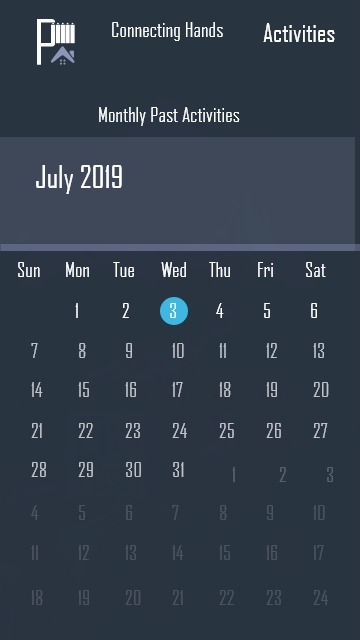 Connecting Hands
Activities
Monthly Past Activities
July 2019
Sun Mon Tue Wed Thu Fri Sat
1 2 3 4 5 6
7 8 9 10 11 12 13
14 15 16 17 18 19 20
21 22 23 24 25 26 27
28 29 30 31 1 2 3
4 5 6 7 8 9 10
11 12 13 14 15 16 17
18 19 20 21 22 23 24